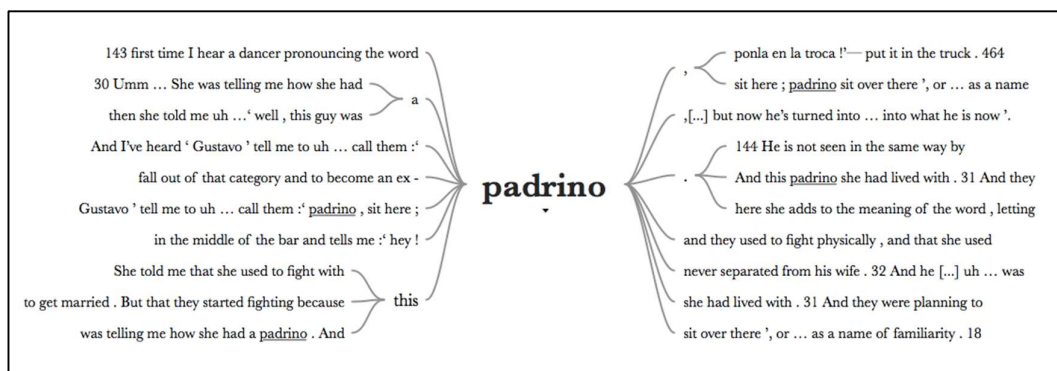 143 first time I hear a dancer pronouncing the word
30 Umm … She was telling me how she had
a
then she told me uh …‘ well , this guy was
And I’ve heard ‘ Gustavo ’ tell me to uh … call them :‘
fall out of that category and to become an ex -
Gustavo ’ tell me to uh … call them :‘ padrino , sit here ;
in the middle of the bar and tells me :‘ hey !
She told me that she used to fight with
to get married . But that they started fighting because
this
was telling me how she had a padrino . And
padrino
ponla en la troca !’— put it in the truck . 464
,
sit here ; padrino sit over there ’, or … as a name
,[...] but now he’s turned into … into what he is now ’.
144 He is not seen in the same way by
.
And this padrino she had lived with . 31 And they
here she adds to the meaning of the word , letting
and they used to fight physically , and that she used
never separated from his wife . 32 And he [...] uh … was
she had lived with . 31 And they were planning to
sit over there ’, or … as a name of familiarity . 18